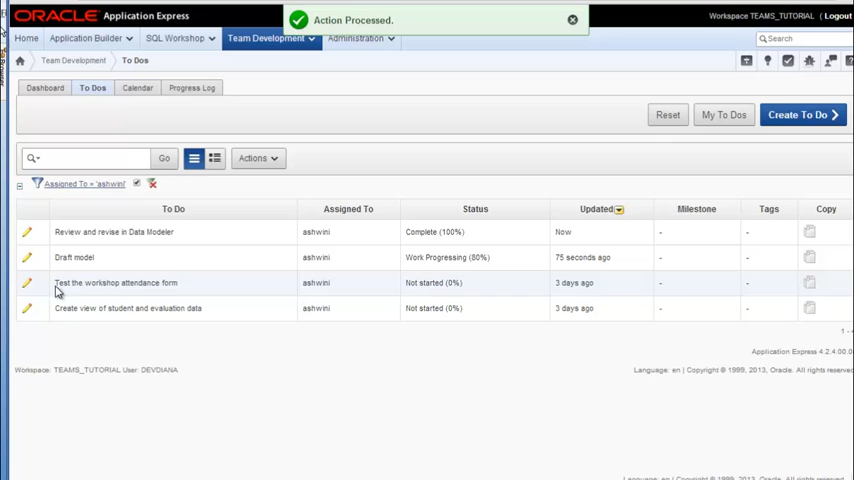 ORACLE Application Express
Action Processed.
Workspace TEAMS_TUTORIAL | Logout
Home Application Builder SQL Workshop Team Development Administration
Search
Team Development To Dos
Dashboard To Dos Calendar Progress Log
Reset My To Dos Create To Do
Go Actions
Assigned To = 'ashwini'
To Do Assigned To Status Updated Milestone Tags Copy
Review and revise in Data Modeler ashwini Complete (100%) Now - -
Draft model ashwini Work Progressing (80%) 75 seconds ago - -
Test the workshop attendance form ashwini Not started (0%) 3 days ago - -
Create view of student and evaluation data ashwini Not started (0%) 3 days ago - -
1 -
Application Express 4.2.4.00.0
Workspace: TEAMS_TUTORIAL User: DEVDIANA
Language: en | Copyright © 1999, 2013, Oracle. All rights reserved
Language: en | Copyright © 1999, 2013, Oracle. All rights reserved